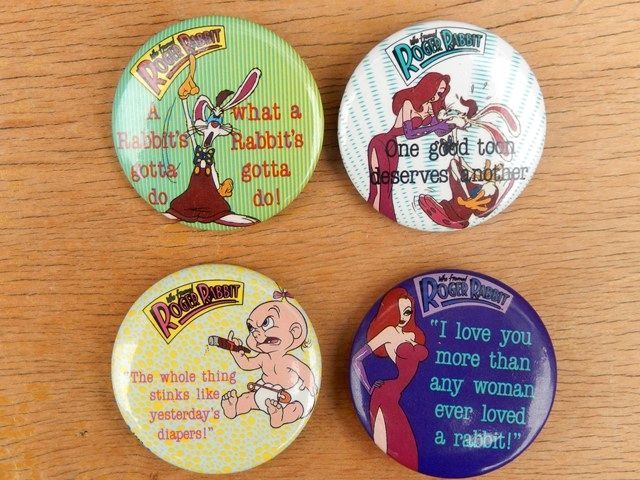 Who Framed
ROGER RABBIT
A
Rabbit's
gotta
do
what a
Rabbit's
gotta
do!
Who Framed
ROGER RABBIT
One good toon
deserves another
Who Framed
ROGER RABBIT
"The whole thing
stinks like
yesterday's
diapers!"
Who Framed
ROGER RABBIT
"I love you
more than
any woman
ever loved
a rabbit!"